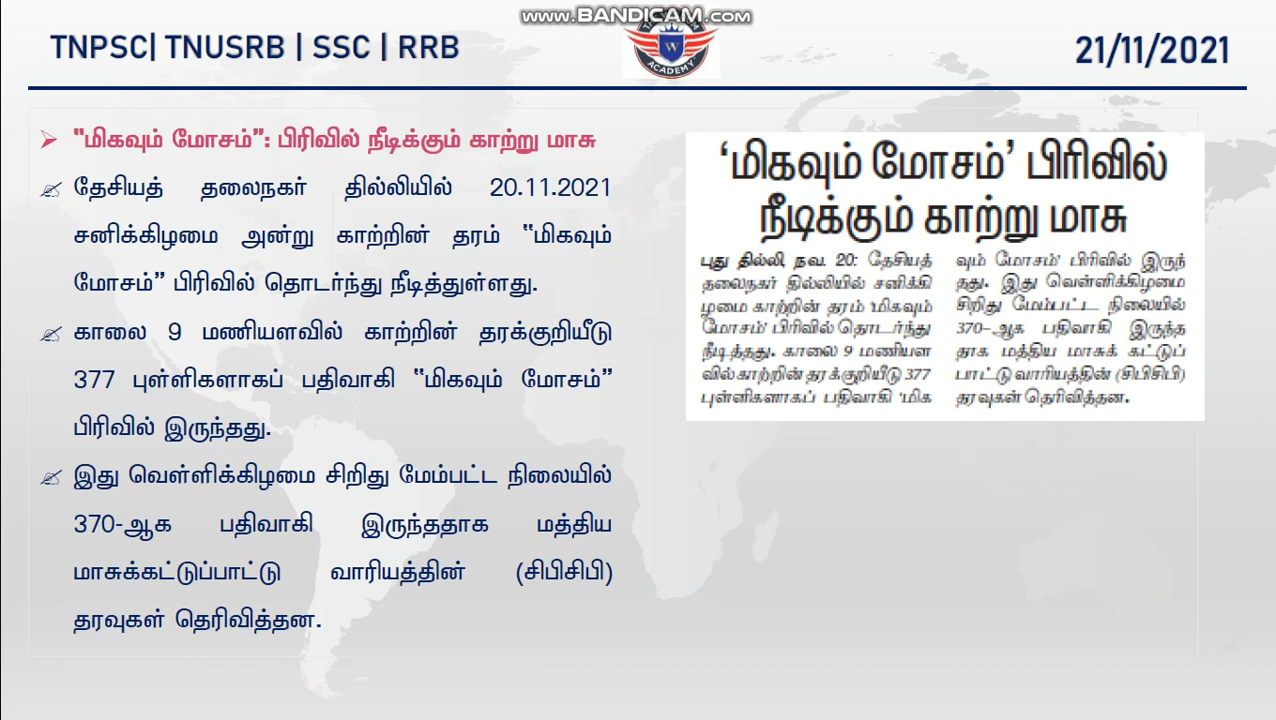 www.BANDICAM.com
TNPSC| TNUSRB | SSC | RRB
W
ACADEMY
21/11/2021
"மிகவும் மோசம்": பிரிவில் நீடிக்கும் காற்று மாசு
தேசியத் தலைநகர் தில்லியில் 20.11.2021
சனிக்கிழமை அன்று காற்றின் தரம் "மிகவும்
மோசம்" பிரிவில் தொடர்ந்து நீடித்துள்ளது.
காலை 9 மணியளவில் காற்றின் தரக்குறியீடு
377 புள்ளிகளாகப் பதிவாகி "மிகவும் மோசம்"
பிரிவில் இருந்தது.
இது வெள்ளிக்கிழமை சிறிது மேம்பட்ட நிலையில்
370-ஆக பதிவாகி இருந்ததாக மத்திய
மாசுக்கட்டுப்பாட்டு வாரியத்தின் (சிபிசிபி)
தரவுகள் தெரிவித்தன.
'மிகவும் மோசம்' பிரிவில்
நீடிக்கும் காற்று மாசு
புது தில்லி, நவ. 20: தேசியத்
தலைநகர் தில்லியில் சனிக்கி
ழமை காற்றின் தரம் 'மிகவும்
மோசம்' பிரிவில் தொடர்ந்து
நீடித்தது. காலை 9 மணியள
வில் காற்றின் தரக்குறியீடு 377
புள்ளிகளாகப் பதிவாகி 'மிக
வும் மோசம்' பிரிவில் இருந்
தது. இது வெள்ளிக்கிழமை
சிறிது மேம்பட்ட நிலையில்
370-ஆக பதிவாகி இருந்த
தாக மத்திய மாசுக் கட்டுப்
பாட்டு வாரியத்தின் (சிபிசிபி)
தரவுகள் தெரிவித்தன.